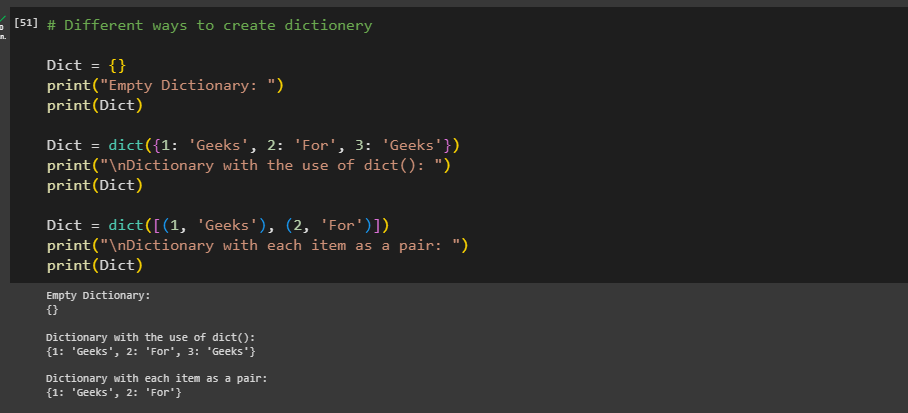 [51] # Different ways to create dictionery
Dict = {}
print("Empty Dictionary: ")
print(Dict)
Dict = dict({1: 'Geeks', 2: 'For', 3: 'Geeks'})
print("\nDictionary with the use of dict(): ")
print(Dict)
Dict = dict([(1, 'Geeks'), (2, 'For')])
print("\nDictionary with each item as a pair: ")
print(Dict)
Empty Dictionary:
{}
Dictionary with the use of dict():
{1: 'Geeks', 2: 'For', 3: 'Geeks'}
Dictionary with each item as a pair:
{1: 'Geeks', 2: 'For'}